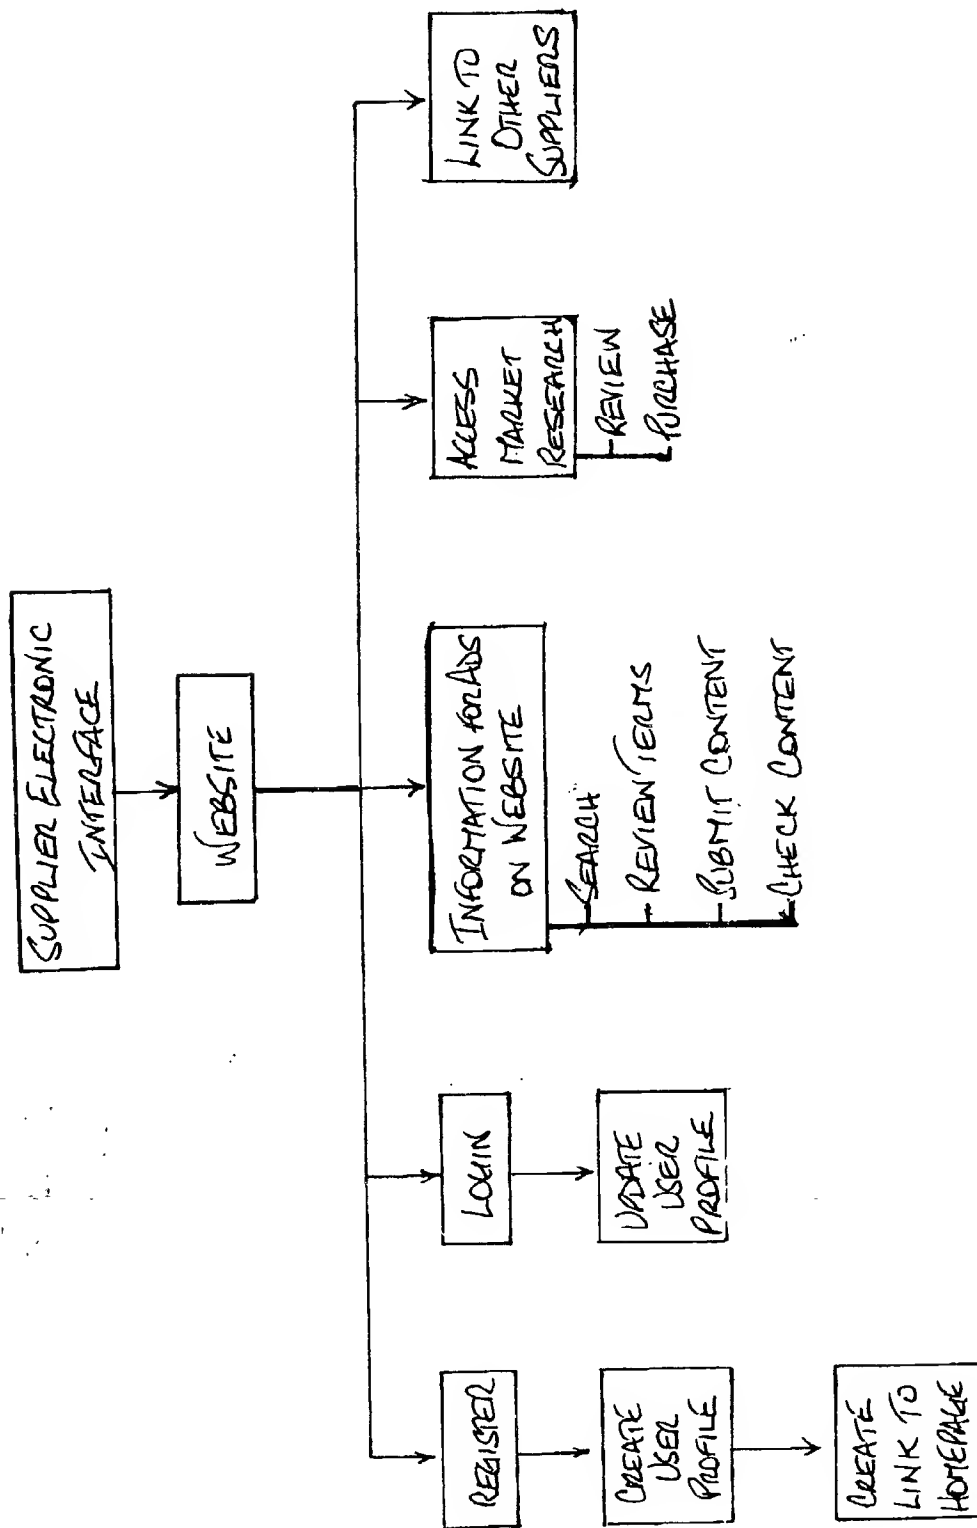 SUPPLIER ELECTRONIC
INTERFACE
WEBSITE
REGISTER
CREATE
USER
PROFILE
CREATE
LINK TO
HOMEPAGE
LOGIN
UPDATE
USER
PROFILE
INFORMATION FOR ADS
ON WEBSITE
SEARCH
REVIEW TERMS
SUBMIT CONTENT
CHECK CONTENT
ACCESS
MARKET
RESEARCH
REVIEW
PURCHASE
LINK TO
OTHER
SUPPLIERS